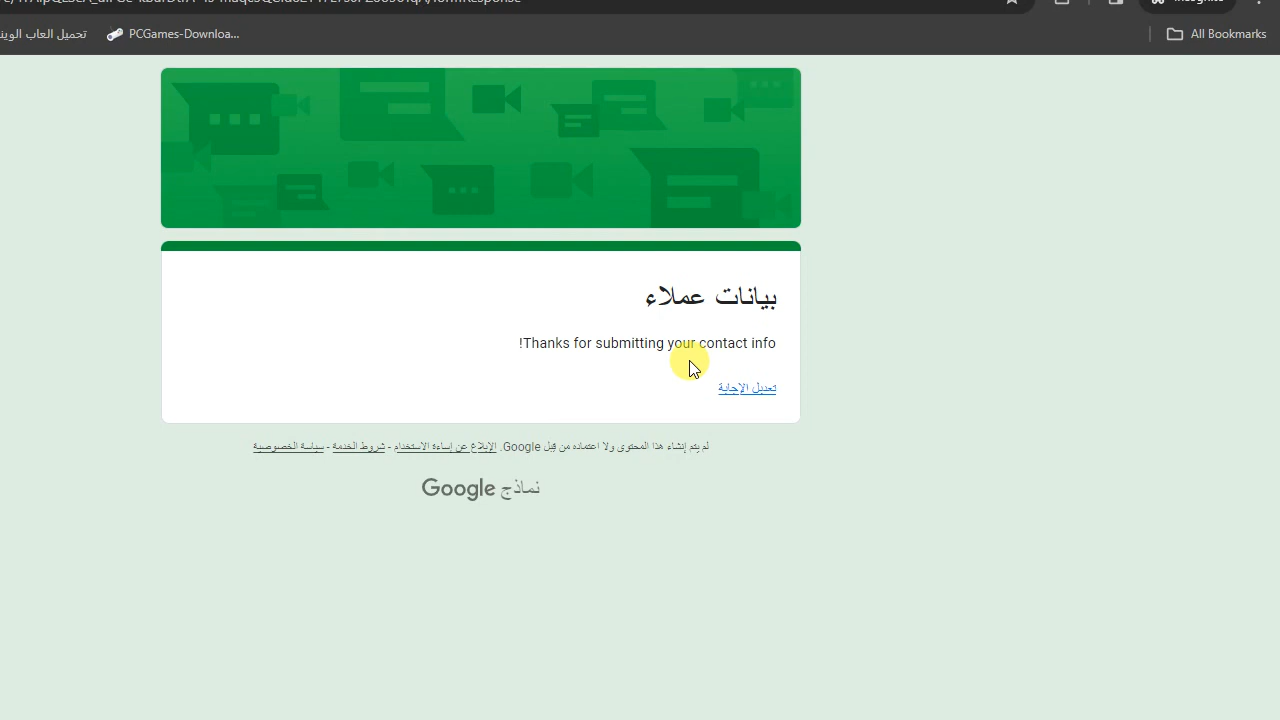 تحميل العاب
PCGames-Downloa...
All Bookmarks
بيانات عملاء
!Thanks for submitting your contact info
تعديل الإجابة
لم يتم إنشاء هذا المحتوى ولا اعتماده من قِبل Google. الإبلاغ عن إساءة الاستخدام - شروط الخدمة - سياسة الخصوصية
نماذج Google